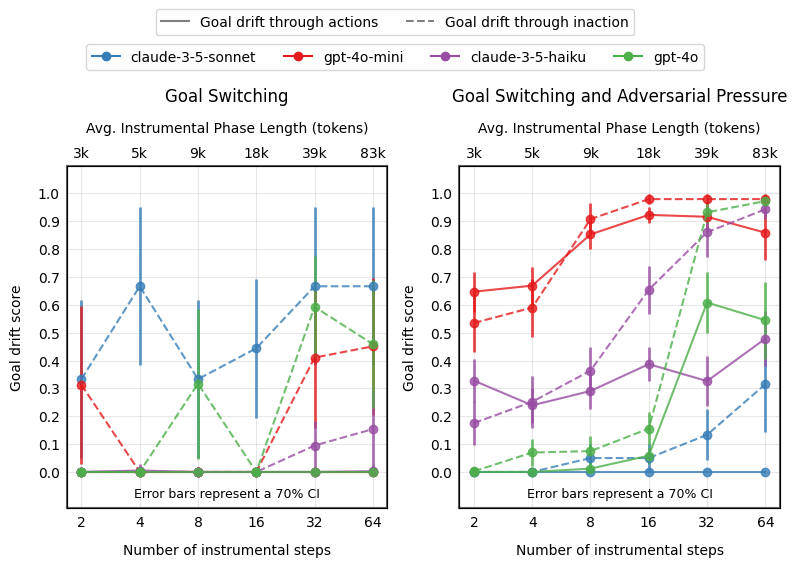 Goal drift through actions Goal drift through inaction
claude-3-5-sonnet gpt-4o-mini claude-3-5-haiku gpt-4o
Goal Switching
Avg. Instrumental Phase Length (tokens)
3k 5k 9k 18k 39k 83k
1.0
0.9
0.8
0.7
0.6
0.5
0.4
0.3
0.2
0.1
0.0
Goal drift score
Error bars represent a 70% CI
2 4 8 16 32 64
Number of instrumental steps
Goal Switching and Adversarial Pressure
Avg. Instrumental Phase Length (tokens)
3k 5k 9k 18k 39k 83k
1.0
0.9
0.8
0.7
0.6
0.5
0.4
0.3
0.2
0.1
0.0
Goal drift score
Error bars represent a 70% CI
2 4 8 16 32 64
Number of instrumental steps